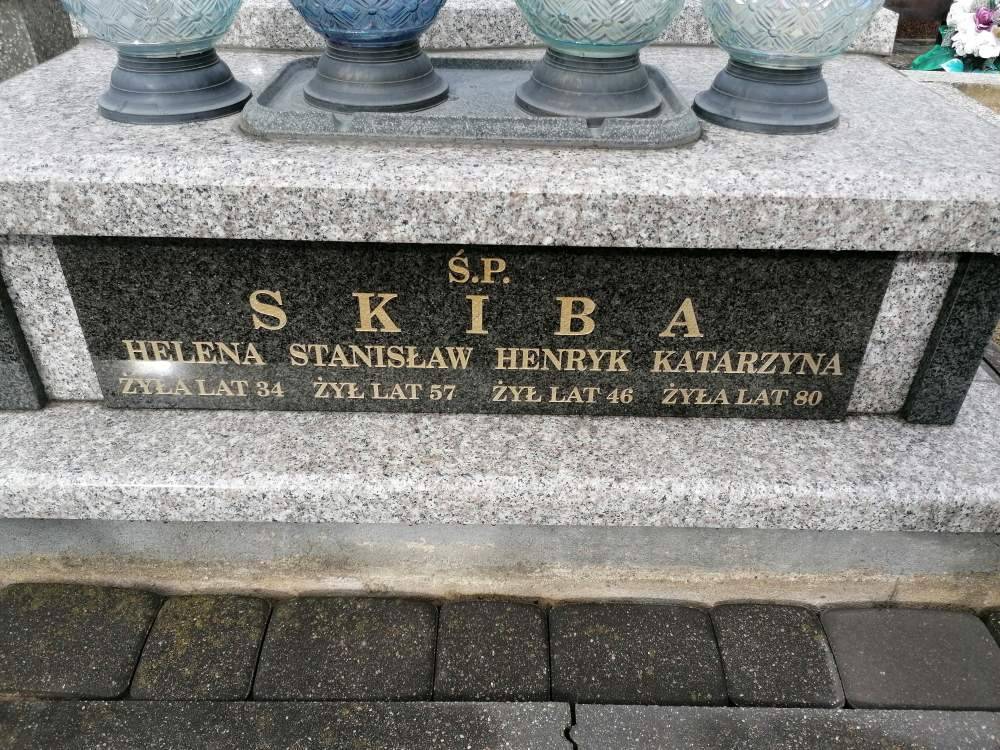 Ś.P.
SKIBA
HELENA STANISŁAW HENRYK KATARZYNA
ŻYŁA LAT 34 ŻYŁ LAT 57 ŻYŁ LAT 46 ŻYŁA LAT 80